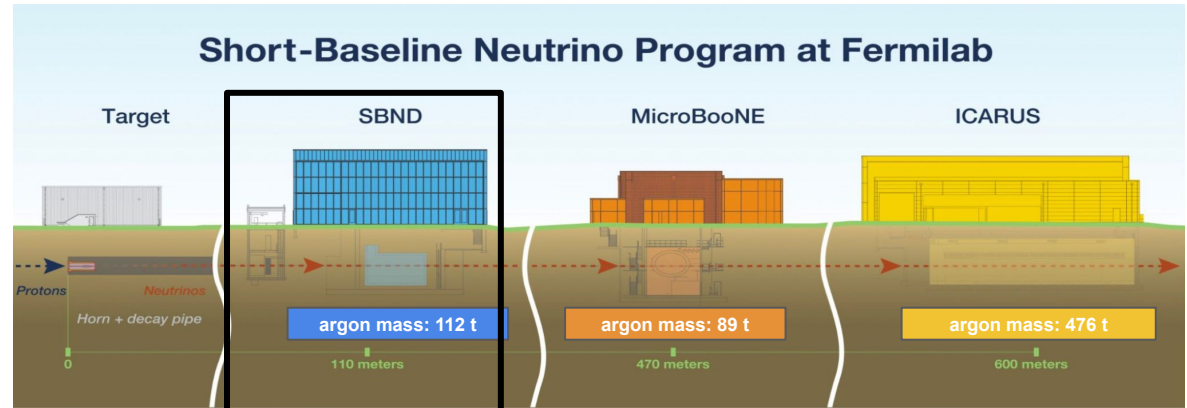 Short-Baseline Neutrino Program at Fermilab
Target
SBND
MicroBooNE
ICARUS
Protons
Neutrinos
Horn + decay pipe
argon mass: 112 t
argon mass: 89 t
argon mass: 476 t
0
110 meters
470 meters
600 meters